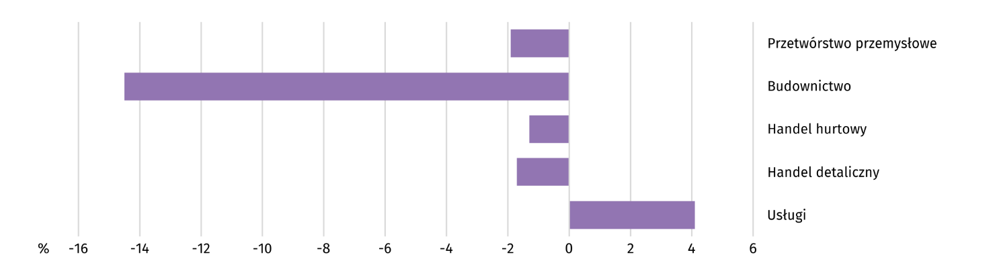 Przetwórstwo przemysłowe
Budownictwo
Handel hurtowy
Handel detaliczny
Usługi
% -16 -14 -12 -10 -8 -6 -4 -2 0 2 4 6